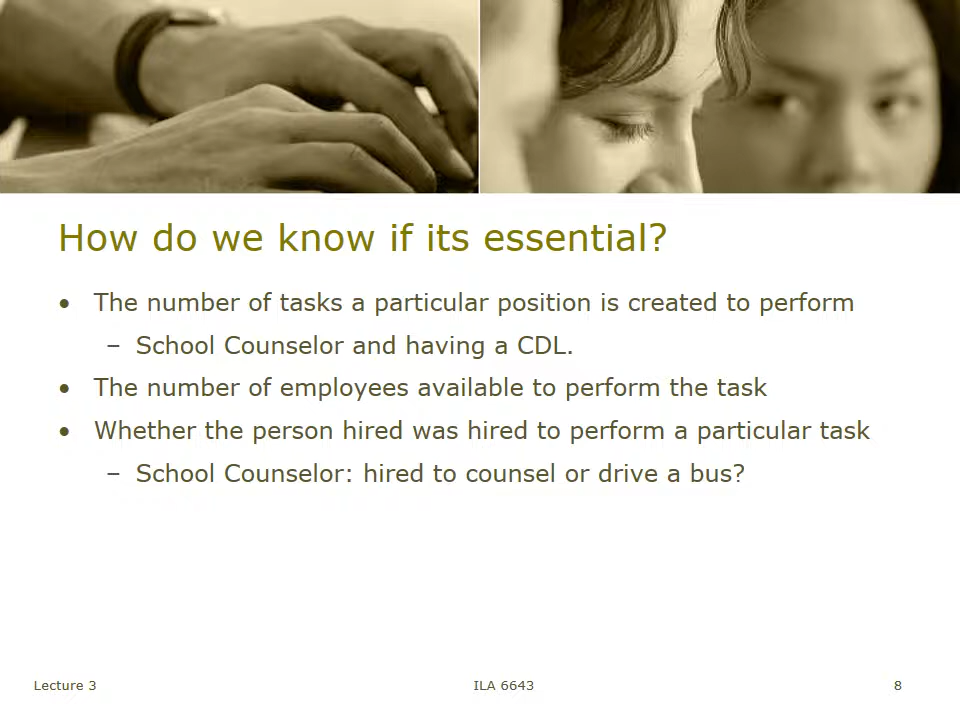 How do we know if its essential?
• The number of tasks a particular position is created to perform
– School Counselor and having a CDL.
• The number of employees available to perform the task
• Whether the person hired was hired to perform a particular task
– School Counselor: hired to counsel or drive a bus?
Lecture 3
ILA 6643
8